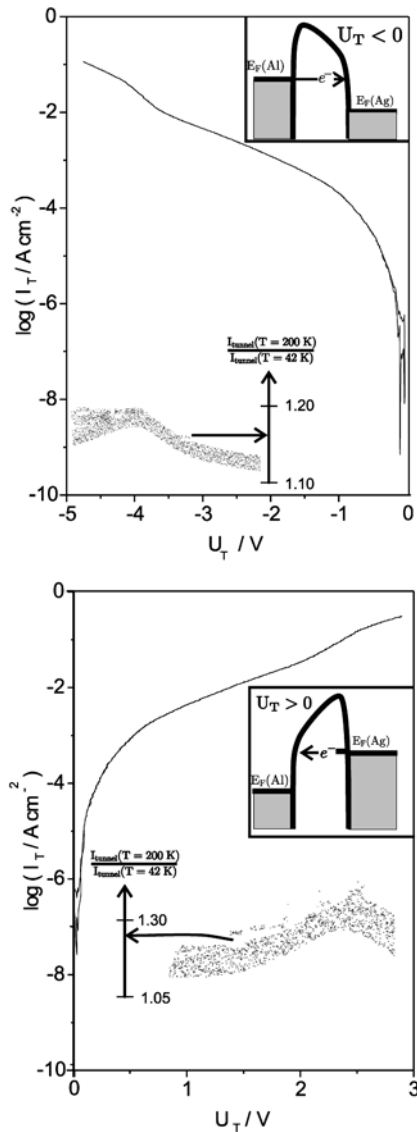 0
U_T < 0
E_F(Al)
e⁻
E_F(Ag)
-2
-4
log ( I_T / A cm⁻²)
-6
I_tunnel(T = 200 K)
I_tunnel(T = 42 K)
-8
1.20
1.10
-10
-5 -4 -3 -2 -1 0
U_T / V
0
-2
U_T > 0
e⁻ E_F(Ag)
E_F(Al)
-4
log ( I_T / A cm⁻
I_tunnel(T = 200 K)
I_tunnel(T = 42 K)
-6
1.30
-8
1.05
-10
0 1 2 3
U_T / V